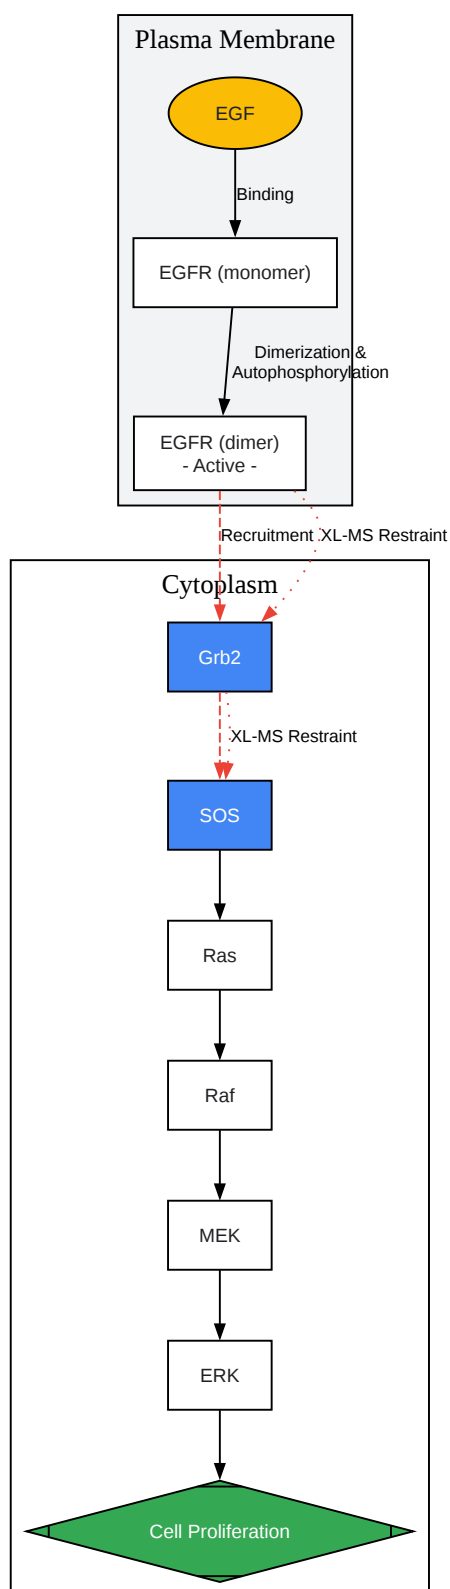 Plasma Membrane
EGF
Binding
EGFR (monomer)
Dimerization &
Autophosphorylation
EGFR (dimer)
- Active -
Recruitment
XL-MS Restraint
Cytoplasm
Grb2
XL-MS Restraint
SOS
Ras
Raf
MEK
ERK
Cell Proliferation